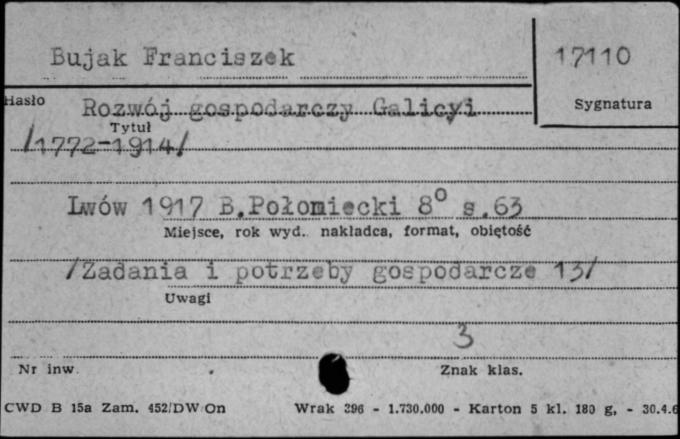 Bujak Franciszek
17110
Hasło
Sygnatura
Rozwój gospodarczy Galicyi
Tytuł
/1772-1914/
Lwów 1917 B.Połomiecki 8° s.63
Miejsce, rok wyd. nakładca, format, objętość
/Zadania i potrzeby gospodarcze 13/
Uwagi
3
Nr inw.
Znak klas.
CWD B 15a Zam. 452/DW/On Wrak 396 - 1.730.000 - Karton 5 kl. 180 g, - 30.4.6